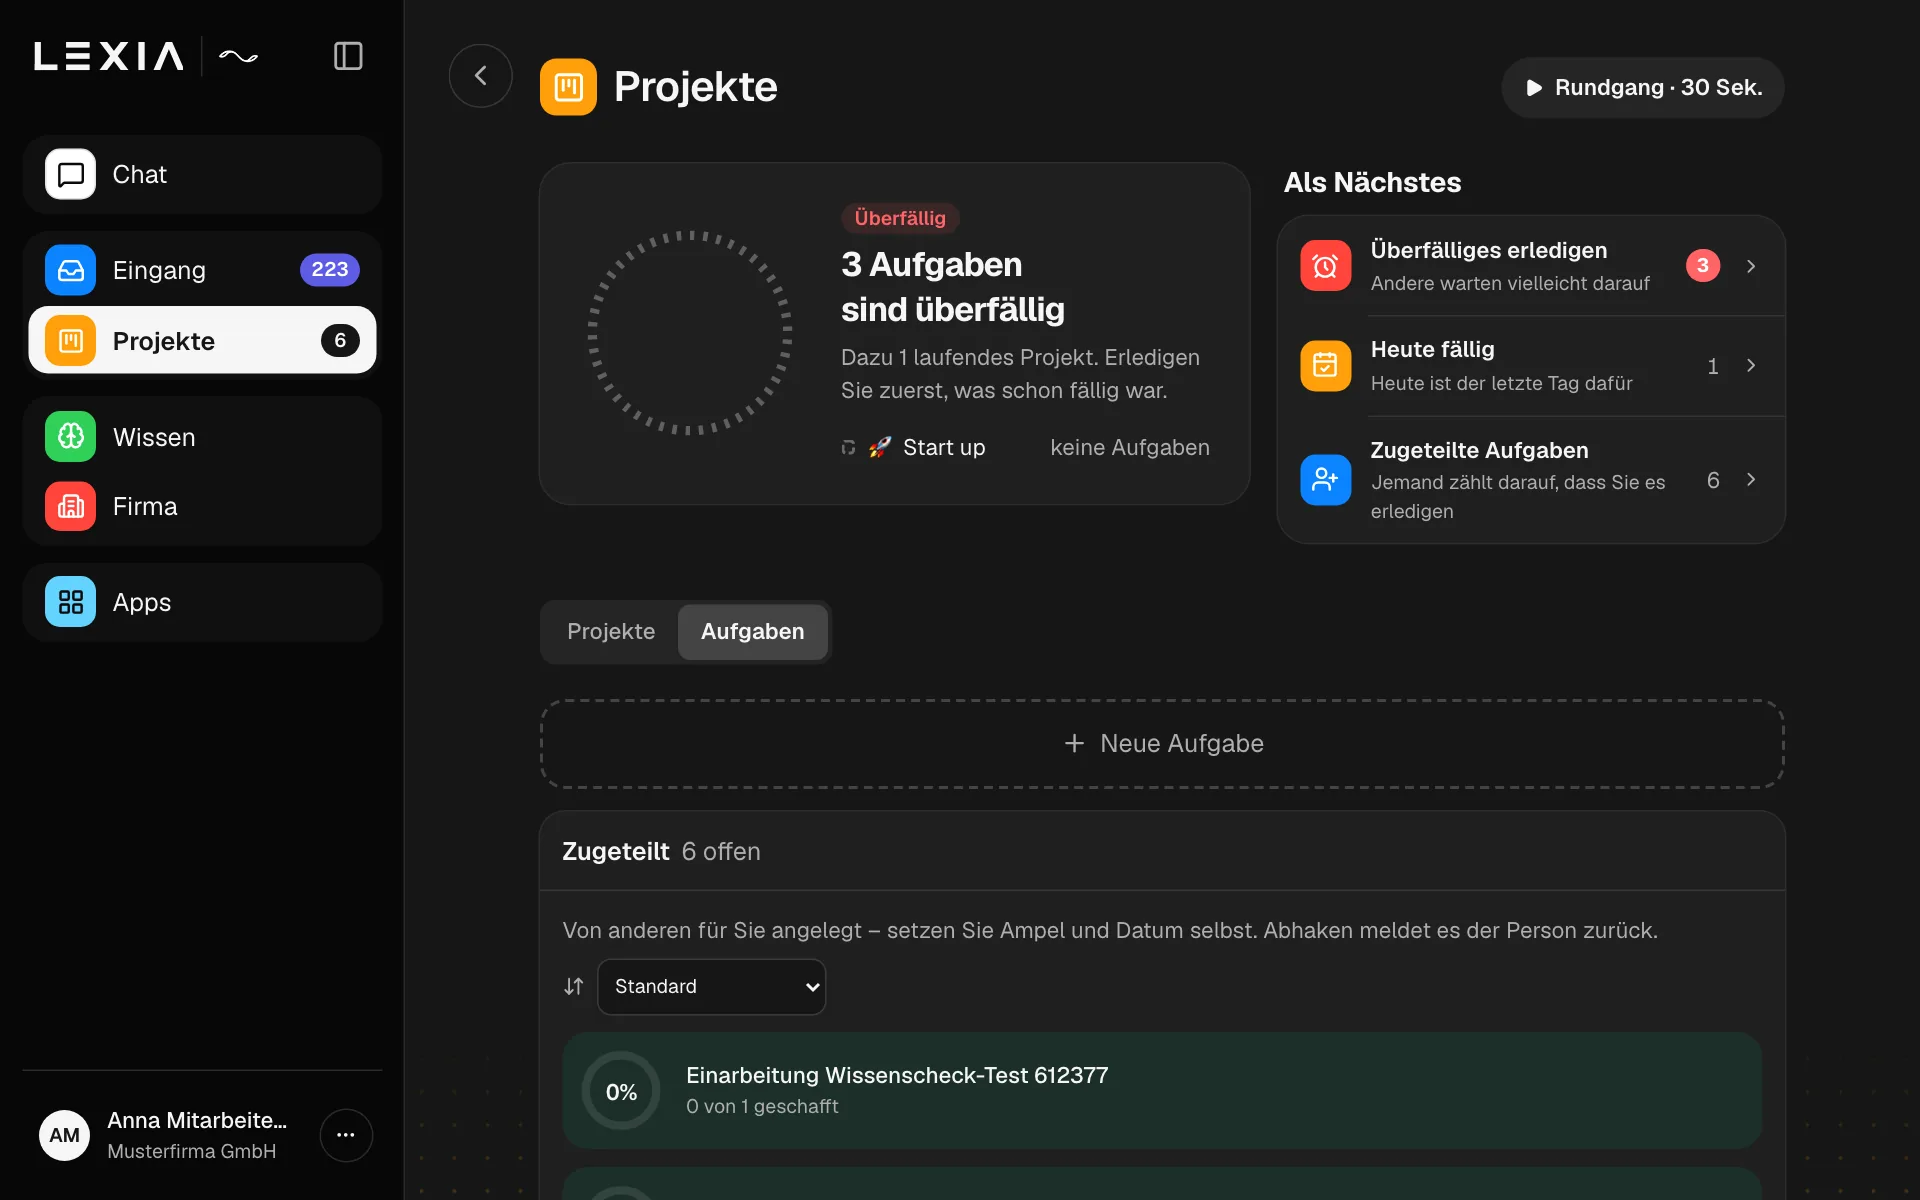 LEXIA
Chat
Eingang 223
Projekte 6
Wissen
Firma
Apps
AM
Anna Mitarbeite...
Musterfirma GmbH
Projekte
Rundgang · 30 Sek.
Überfällig
3 Aufgaben
sind überfällig
Dazu 1 laufendes Projekt. Erledigen
Sie zuerst, was schon fällig war.
Start up keine Aufgaben
Als Nächstes
Überfälliges erledigen
Andere warten vielleicht darauf
3
Heute fällig
Heute ist der letzte Tag dafür
1
Zugeteilte Aufgaben
Jemand zählt darauf, dass Sie es
erledigen
6
Projekte Aufgaben
+ Neue Aufgabe
Zugeteilt 6 offen
Von anderen für Sie angelegt – setzen Sie Ampel und Datum selbst. Abhaken meldet es der Person zurück.
Standard
0%
Einarbeitung Wissenscheck-Test 612377
0 von 1 geschafft